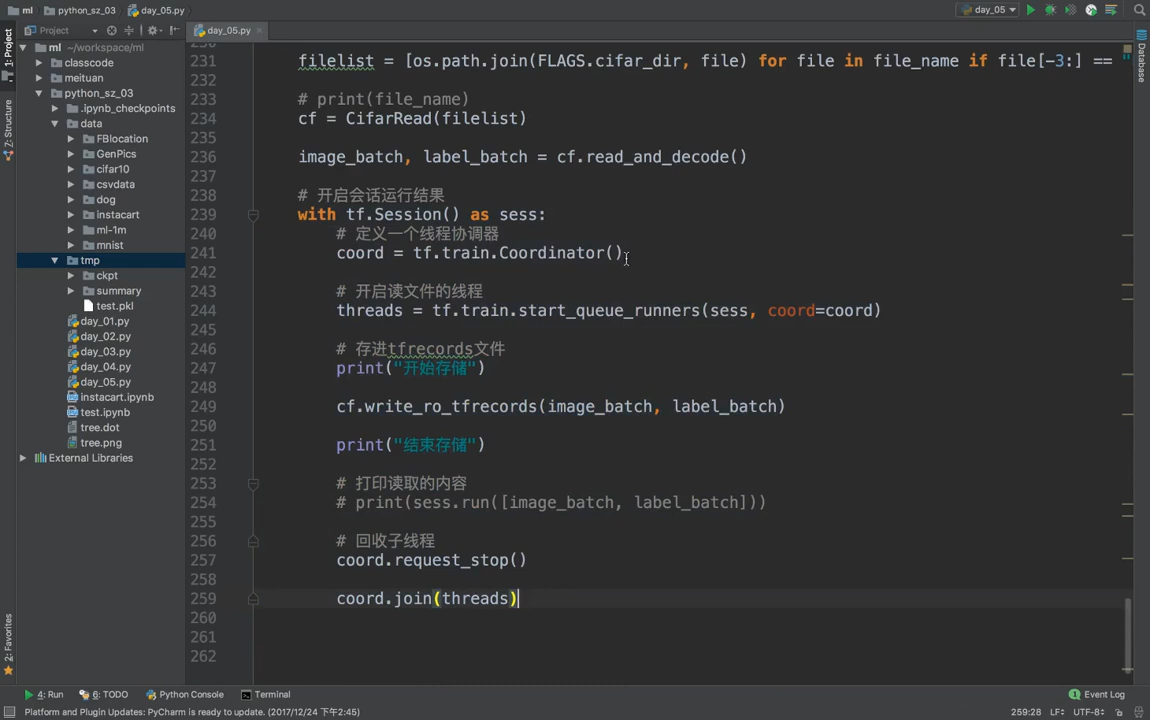 ml
python_sz_03
day_05.py
day_05
Project
day_05.py
1: Project
Z: Structure
2: Favorites
Database
ml ~/workspace/ml
classcode
meituan
python_sz_03
.ipynb_checkpoints
data
FBlocation
GenPics
cifar10
csvdata
dog
instacart
ml-1m
mnist
tmp
ckpt
summary
test.pkl
day_01.py
day_02.py
day_03.py
day_04.py
day_05.py
instacart.ipynb
test.ipynb
tree.dot
tree.png
External Libraries
231 filelist = [os.path.join(FLAGS.cifar_dir, file) for file in file_name if file[-3:] == "
232
233 # print(file_name)
234 cf = CifarRead(filelist)
235
236 image_batch, label_batch = cf.read_and_decode()
237
238 # 开启会话运行结果
239 with tf.Session() as sess:
240 # 定义一个线程协调器
241 coord = tf.train.Coordinator()
242
243 # 开启读文件的线程
244 threads = tf.train.start_queue_runners(sess, coord=coord)
245
246 # 存进tfrecords文件
247 print("开始存储")
248
249 cf.write_ro_tfrecords(image_batch, label_batch)
250
251 print("结束存储")
252
253 # 打印读取的内容
254 # print(sess.run([image_batch, label_batch]))
255
256 # 回收子线程
257 coord.request_stop()
258
259 coord.join(threads)
260
261
262
4: Run
6: TODO
Python Console
Terminal
1 Event Log
Platform and Plugin Updates: PyCharm is ready to update. (2017/12/24 下午2:45)
259:28 LF÷ UTF-8÷